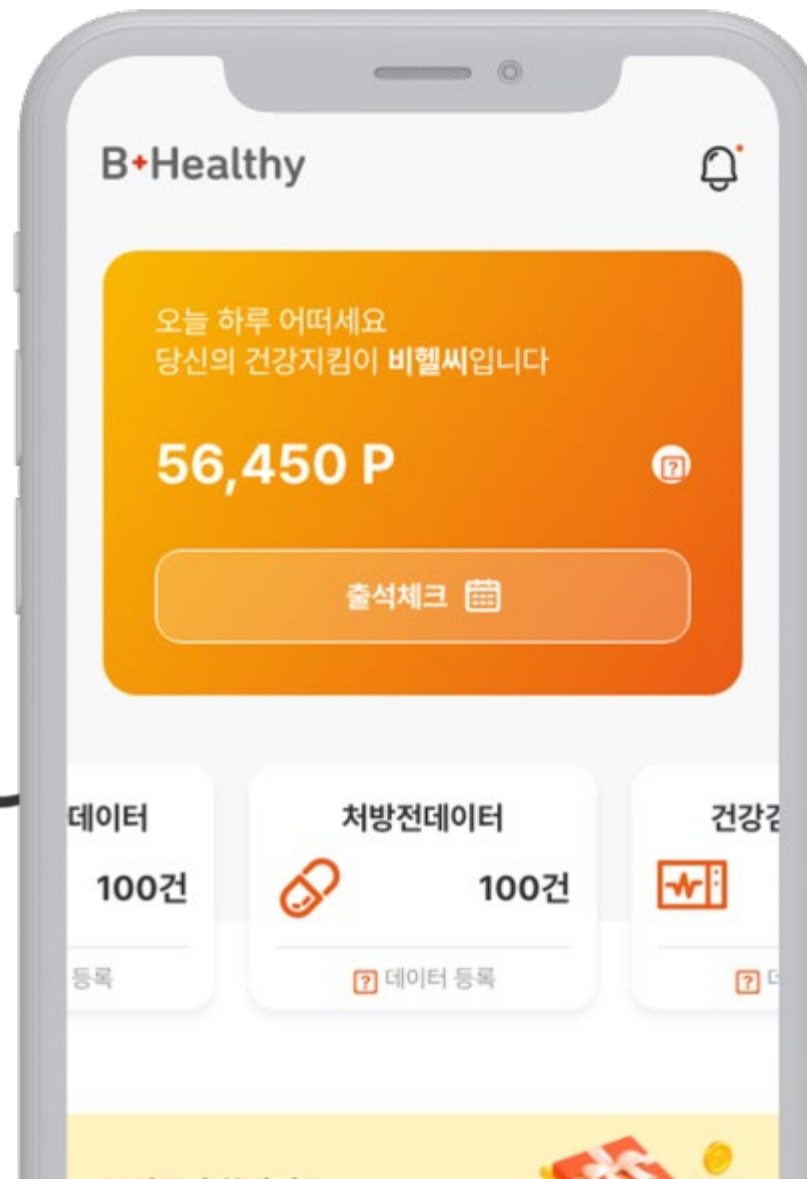 B+Healthy
오늘 하루 어떠세요
당신의 건강지킴이 비헬씨입니다
56,450 P
?
출석체크
데이터
100건
등록
처방전데이터
100건
? 데이터 등록
건강
?